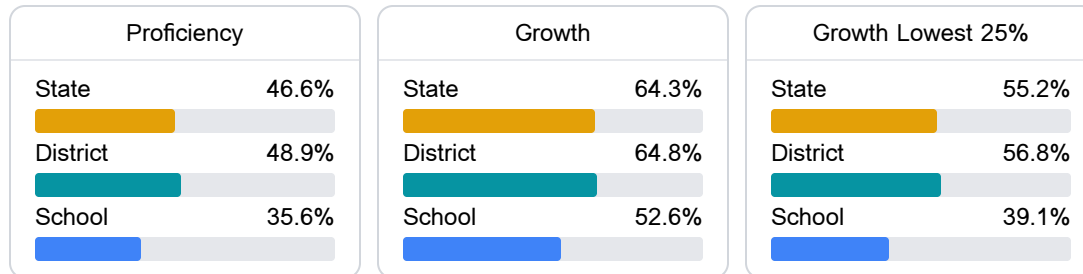 Proficiency
State 46.6%
District 48.9%
School 35.6%
Growth
State 64.3%
District 64.8%
School 52.6%
Growth Lowest 25%
State 55.2%
District 56.8%
School 39.1%